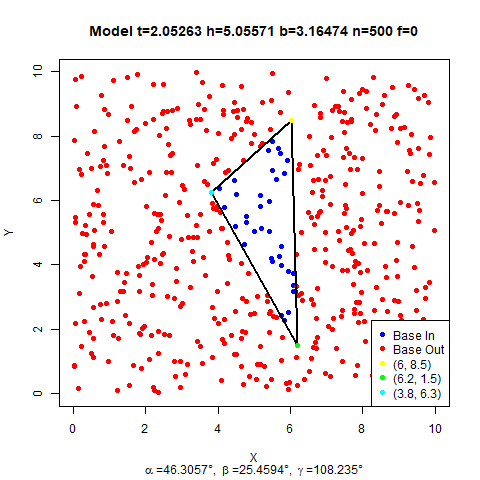 Model t=2.05263 h=5.05571 b=3.16474 n=500 f=0
Y
10
8
6
4
2
0
Base In
Base Out
(6, 8.5)
(6.2, 1.5)
(3.8, 6.3)
0 2 4 6 8 10
X
α=46.3057°, β=25.4594°, γ=108.235°